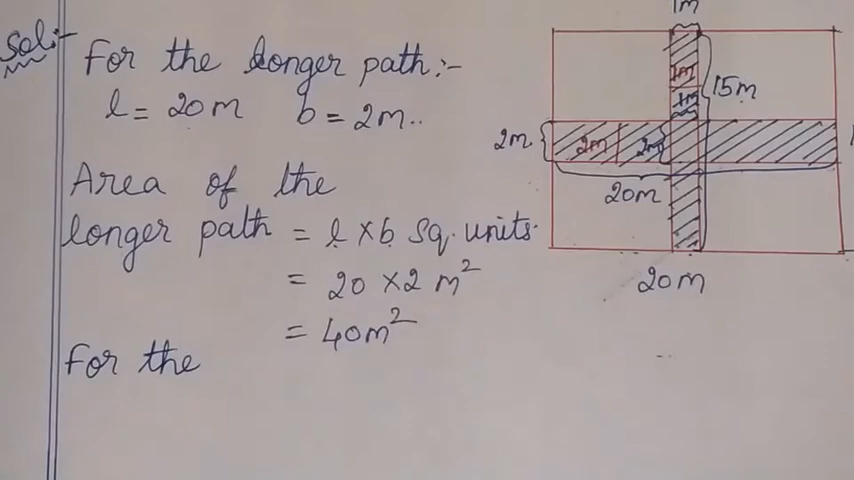 Sol:-
For the longer path:-
l = 20m b = 2m..
Area of the
longer path = l × b sq. units.
= 20 × 2 m²
= 40m²
For the
1m
1m
1m
15m
2m
2m
2m
20m
20m